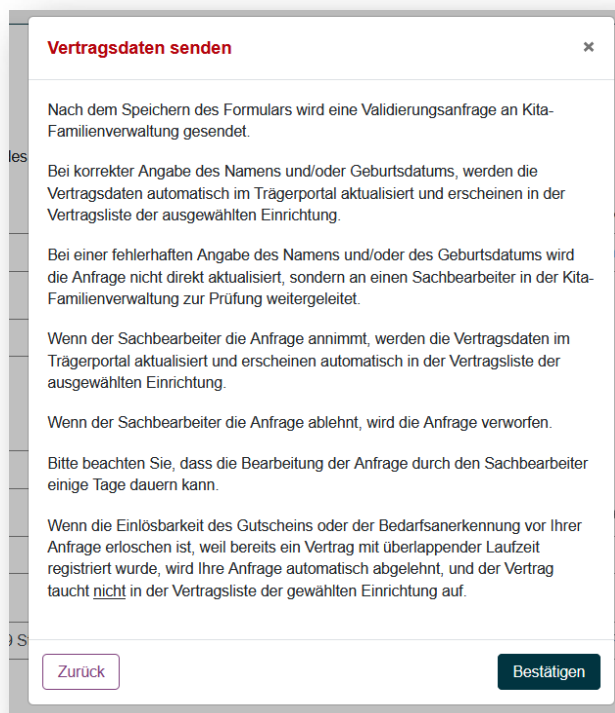 Vertragsdaten senden
×
Nach dem Speichern des Formulars wird eine Validierungsanfrage an Kita-
Familienverwaltung gesendet.
Bei korrekter Angabe des Namens und/oder Geburtsdatums, werden die
Vertragsdaten automatisch im Trägerportal aktualisiert und erscheinen in der
Vertragsliste der ausgewählten Einrichtung.
Bei einer fehlerhaften Angabe des Namens und/oder des Geburtsdatums wird
die Anfrage nicht direkt aktualisiert, sondern an einen Sachbearbeiter in der Kita-
Familienverwaltung zur Prüfung weitergeleitet.
Wenn der Sachbearbeiter die Anfrage annimmt, werden die Vertragsdaten im
Trägerportal aktualisiert und erscheinen automatisch in der Vertragsliste der
ausgewählten Einrichtung.
Wenn der Sachbearbeiter die Anfrage ablehnt, wird die Anfrage verworfen.
Bitte beachten Sie, dass die Bearbeitung der Anfrage durch den Sachbearbeiter
einige Tage dauern kann.
Wenn die Einlösbarkeit des Gutscheins oder der Bedarfsanerkennung vor Ihrer
Anfrage erloschen ist, weil bereits ein Vertrag mit überlappender Laufzeit
registriert wurde, wird Ihre Anfrage automatisch abgelehnt, und der Vertrag
taucht nicht in der Vertragsliste der gewählten Einrichtung auf.
Zurück
Bestätigen